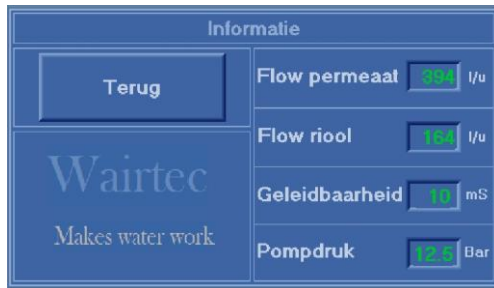 Informatie
Terug
Flow permeaat 394 l/u
Flow riool 164 l/u
Wairtec
Geleidbaarheid 10 mS
Makes water work
Pompdruk 12.5 Bar